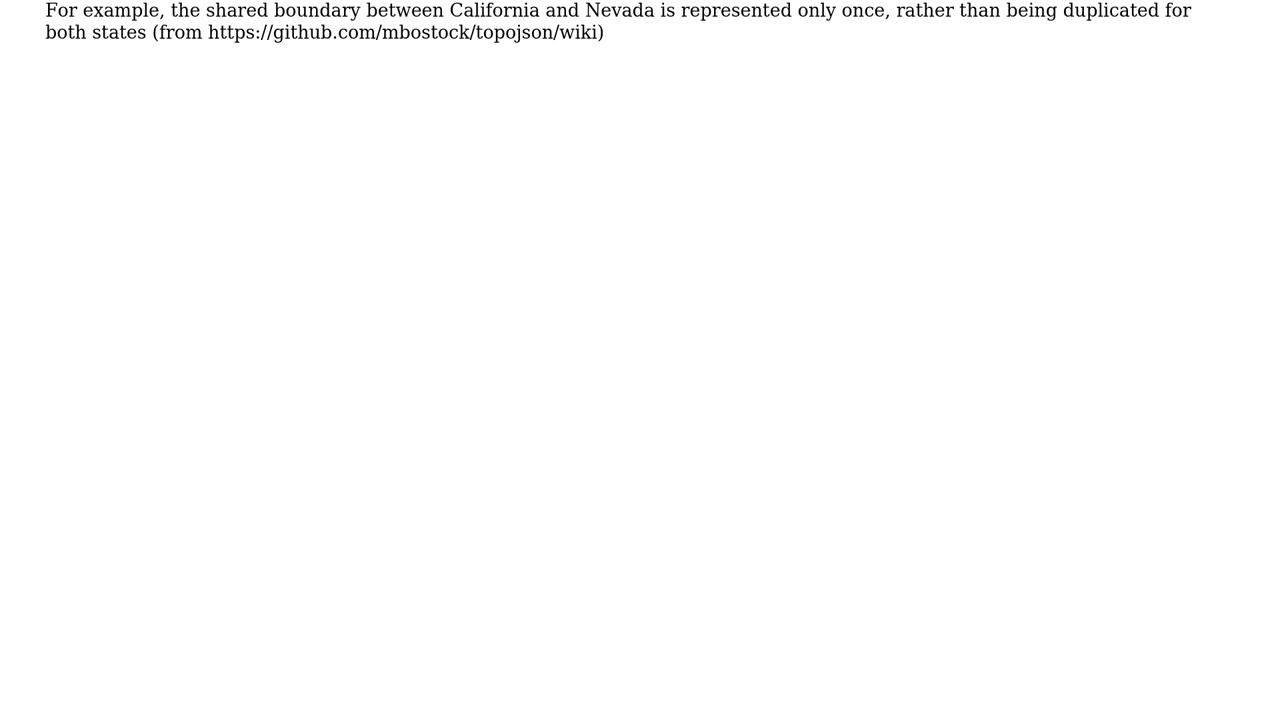 For example, the shared boundary between California and Nevada is represented only once, rather than being duplicated for
both states (from https://github.com/mbostock/topojson/wiki)